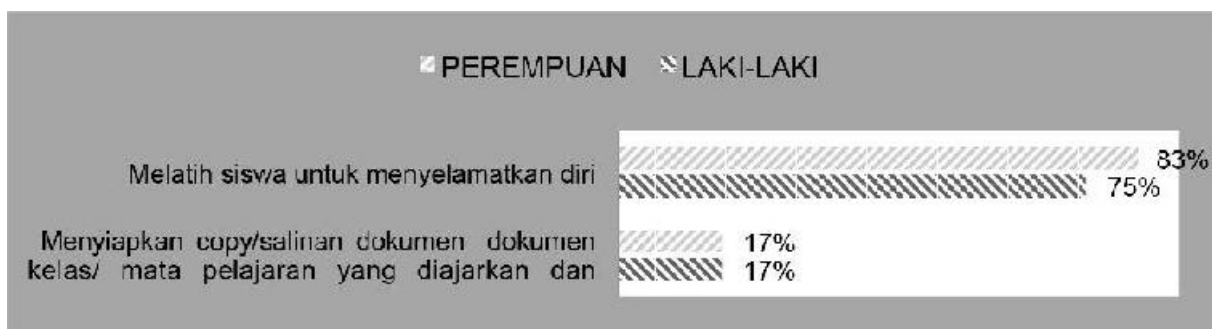 PEREMPUAN LAKI-LAKI
Melatih siswa untuk menyelamatkan diri 83%
75%
Menyiapkan copy/salinan dokumen dokumen 17%
kelas/ mata pelajaran yang diajarkan dan 17%